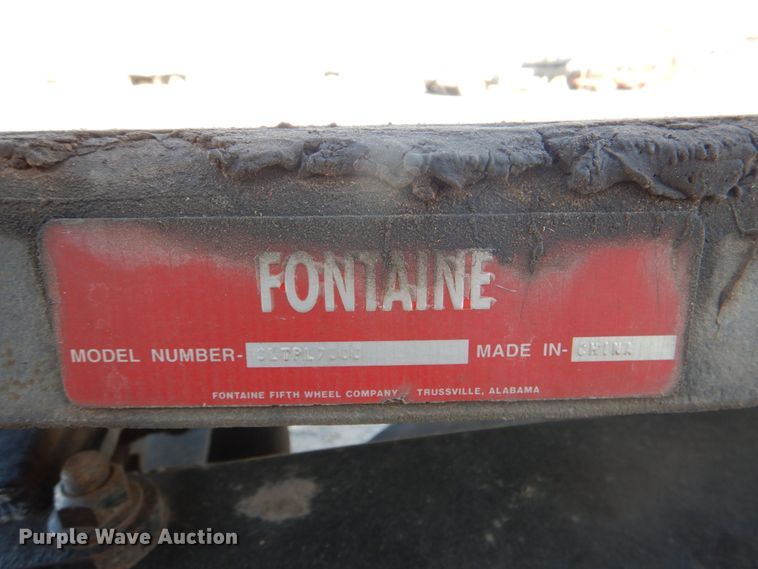 FONTAINE
MODEL NUMBER- MADE IN- CHINA
FONTAINE FIFTH WHEEL COMPANY TRUSSVILLE, ALABAMA
Purple Wave Auction